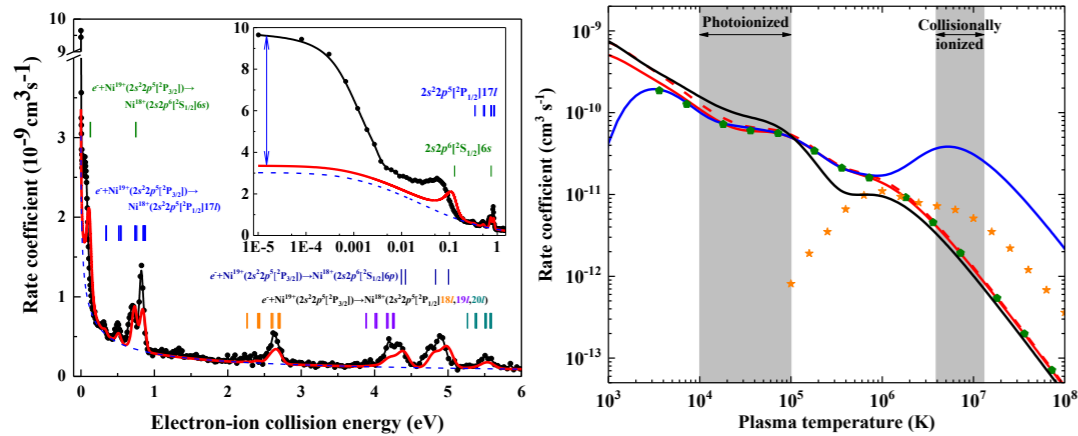 Rate coefficient (10⁻⁹cm³s⁻¹)
9
3
2
1
0
0 1 2 3 4 5 6
Electron-ion collision energy (eV)
e⁻+Ni¹⁹⁺(2s²2p⁵[²P₃/₂])→
Ni¹⁸⁺(2s2p⁶[²S₁/₂]6s)
e⁻+Ni¹⁹⁺(2s²2p⁵[²P₃/₂])→
Ni¹⁸⁺(2s²2p⁵[²P₁/₂]17l)
10
8
6
4
2
0
1E-5 1E-4 0.001 0.01 0.1 1
2s²2p⁵[²P₁/₂]17l
2s2p⁶[²S₁/₂]6s
e⁻+Ni¹⁹⁺(2s²2p⁵[²P₃/₂])→Ni¹⁸⁺(2s2p⁶[²S₁/₂]6p)
e⁻+Ni¹⁹⁺(2s²2p⁵[²P₃/₂])→Ni¹⁸⁺(2s²2p⁵[²P₁/₂]18l,19l,20l)
Rate coefficient (cm³ s⁻¹)
10⁻⁹
10⁻¹⁰
10⁻¹¹
10⁻¹²
10⁻¹³
10³ 10⁴ 10⁵ 10⁶ 10⁷ 10⁸
Plasma temperature (K)
Photoionized
Collisionally
ionized